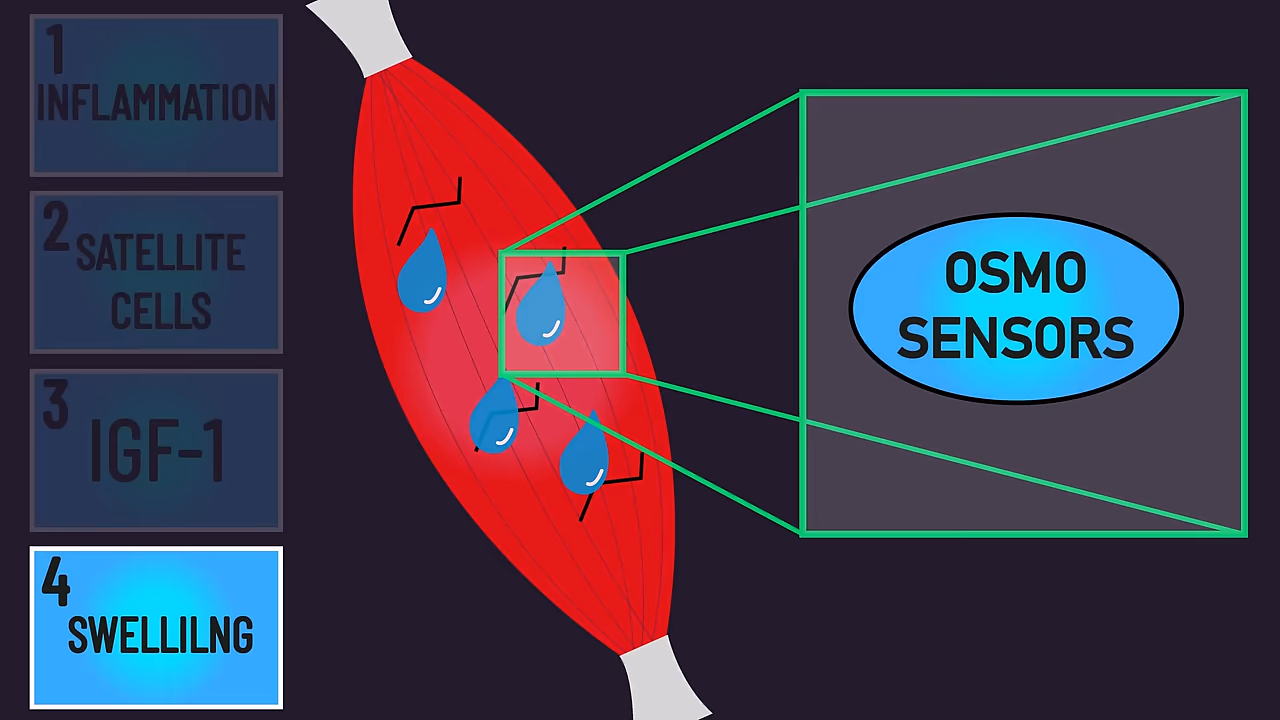 1
INFLAMMATION
2
SATELLITE
CELLS
3
IGF-1
4
SWELLILNG
OSMO
SENSORS